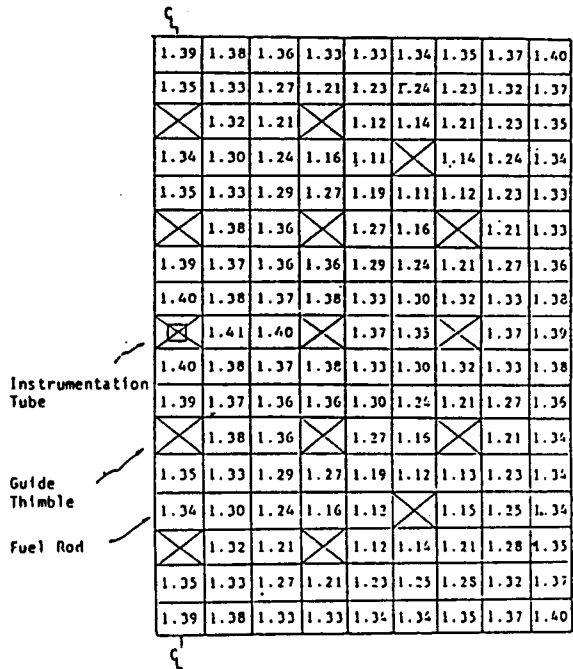 C L
1.39 1.38 1.36 1.33 1.33 1.34 1.35 1.37 1.40
1.35 1.33 1.27 1.21 1.23 1.24 1.23 1.32 1.37
1.32 1.21 1.12 1.14 1.21 1.23 1.35
1.34 1.30 1.24 1.16 1.11 1.14 1.24 1.34
1.35 1.33 1.29 1.27 1.19 1.11 1.12 1.23 1.33
1.38 1.36 1.27 1.16 1.21 1.33
1.39 1.37 1.36 1.36 1.29 1.24 1.21 1.27 1.36
1.40 1.38 1.37 1.38 1.33 1.30 1.32 1.33 1.38
1.41 1.40 1.37 1.35 1.37 1.39
1.40 1.38 1.37 1.38 1.33 1.30 1.32 1.33 1.38
Instrumentation
Tube
1.39 1.37 1.36 1.36 1.30 1.24 1.21 1.27 1.36
1.38 1.36 1.27 1.16 1.21 1.34
Guide
Thimble
1.35 1.33 1.29 1.27 1.19 1.12 1.13 1.23 1.34
1.34 1.30 1.24 1.16 1.12 1.15 1.25 1.34
Fuel Rod
1.32 1.21 1.12 1.14 1.21 1.28 1.35
1.35 1.33 1.27 1.21 1.23 1.25 1.28 1.32 1.37
1.39 1.38 1.33 1.33 1.34 1.34 1.35 1.37 1.40
C L